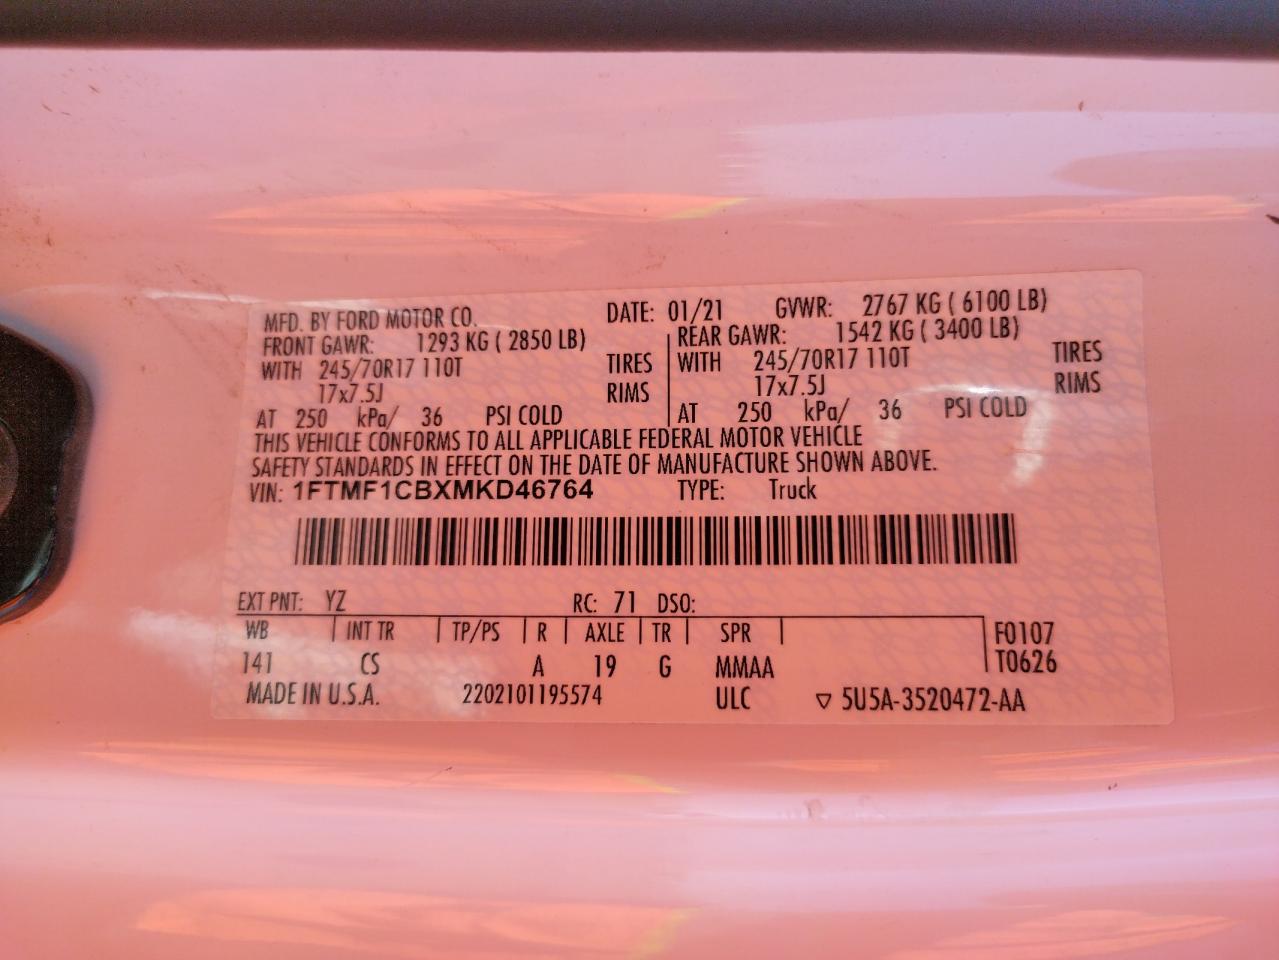 MFD. BY FORD MOTOR CO. DATE: 01/21 GVWR: 2767 KG ( 6100 LB)
FRONT GAWR: 1293 KG ( 2850 LB) REAR GAWR: 1542 KG ( 3400 LB)
WITH 245/70R17 110T TIRES WITH 245/70R17 110T TIRES
17x7.5J RIMS 17x7.5J RIMS
AT 250 kPa/ 36 PSI COLD AT 250 kPa/ 36 PSI COLD
THIS VEHICLE CONFORMS TO ALL APPLICABLE FEDERAL MOTOR VEHICLE
SAFETY STANDARDS IN EFFECT ON THE DATE OF MANUFACTURE SHOWN ABOVE.
VIN: 1FTMF1CBXMKD46764 TYPE: Truck
EXT PNT: YZ RC: 71 DSO:
WB INT TR TP/PS R AXLE TR SPR F0107
141 CS A 19 G MMAA T0626
MADE IN U.S.A. 2202101195574 ULC ▽ 5U5A-3520472-AA